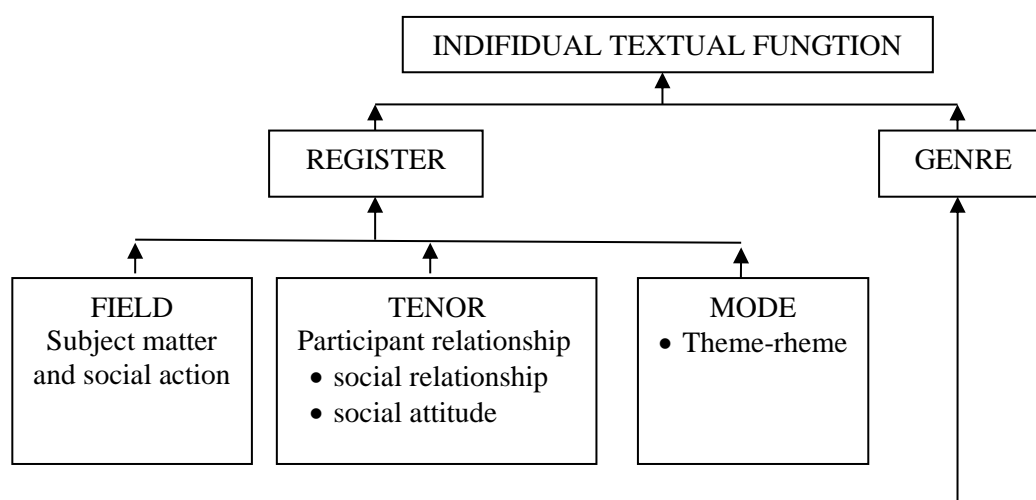 INDIFIDUAL TEXTUAL FUNGTION
REGISTER
GENRE
FIELD
Subject matter
and social action
TENOR
Participant relationship
• social relationship
• social attitude
MODE
• Theme-rheme